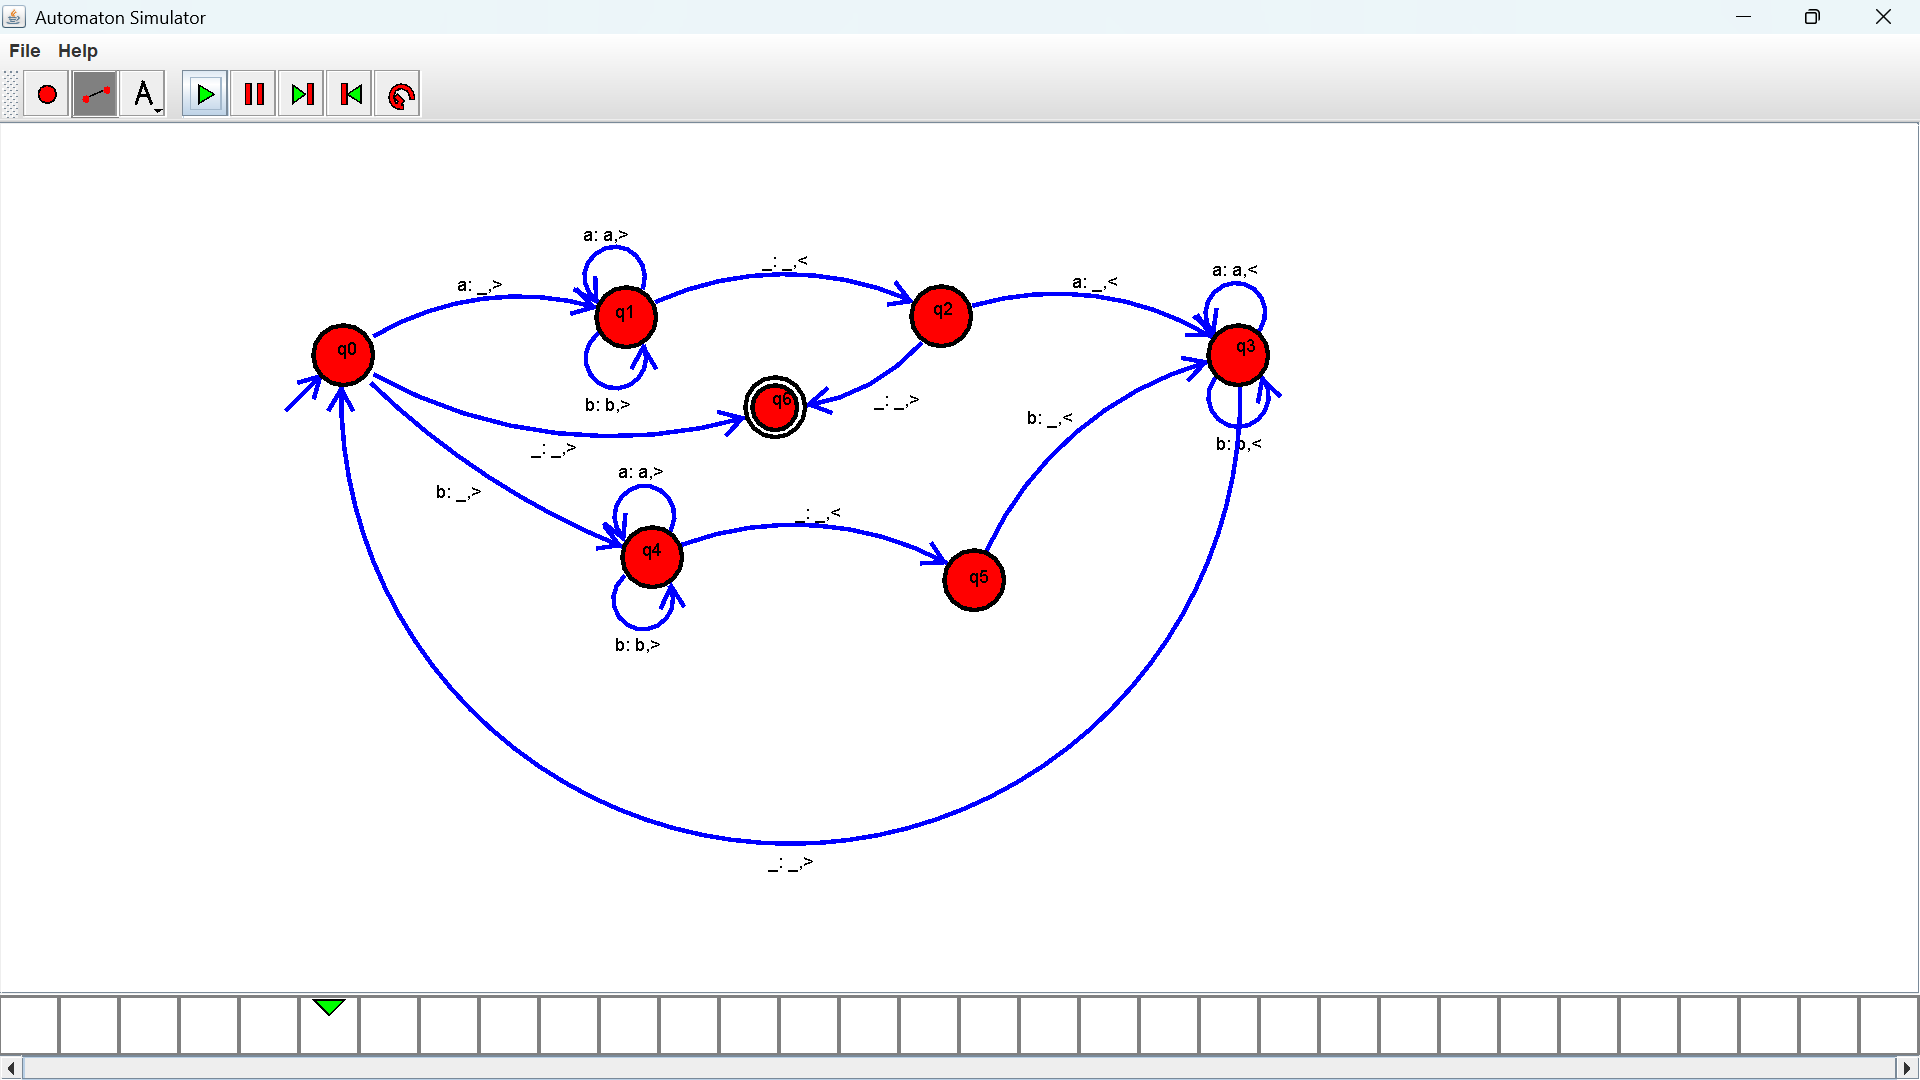 Automaton Simulator
File Help
A
a: a,>
_: _,<
a: a,<
a: _,>
a: _,<
q1
q2
q0
q3
b: b,>
q6
_: _,>
b: _,<
b: b,<
_: _,>
a: a,>
b: _,>
_: _,<
q4
q5
b: b,>
_: _,>